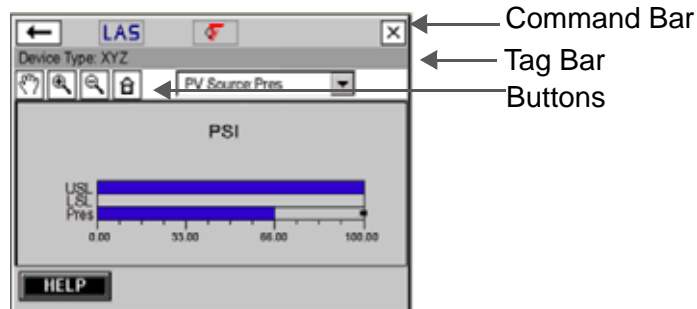 LAS
Command Bar
Device Type: XYZ
Tag Bar
PV Source:Pres
Buttons
PSI
USL
LSL
Pres
0.00 33.00 66.00 100.00
HELP